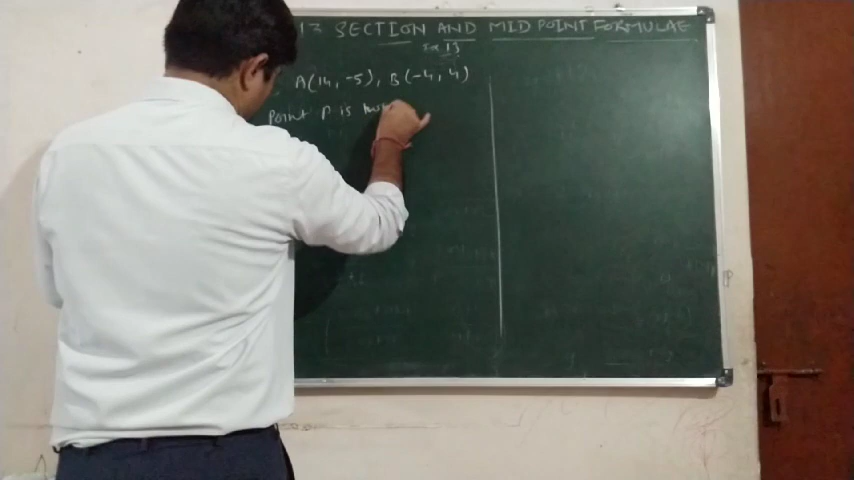 13 SECTION AND MID POINT FORMULAE
Ex. 13
A(14, -5), B(-4, 4)
Point P is